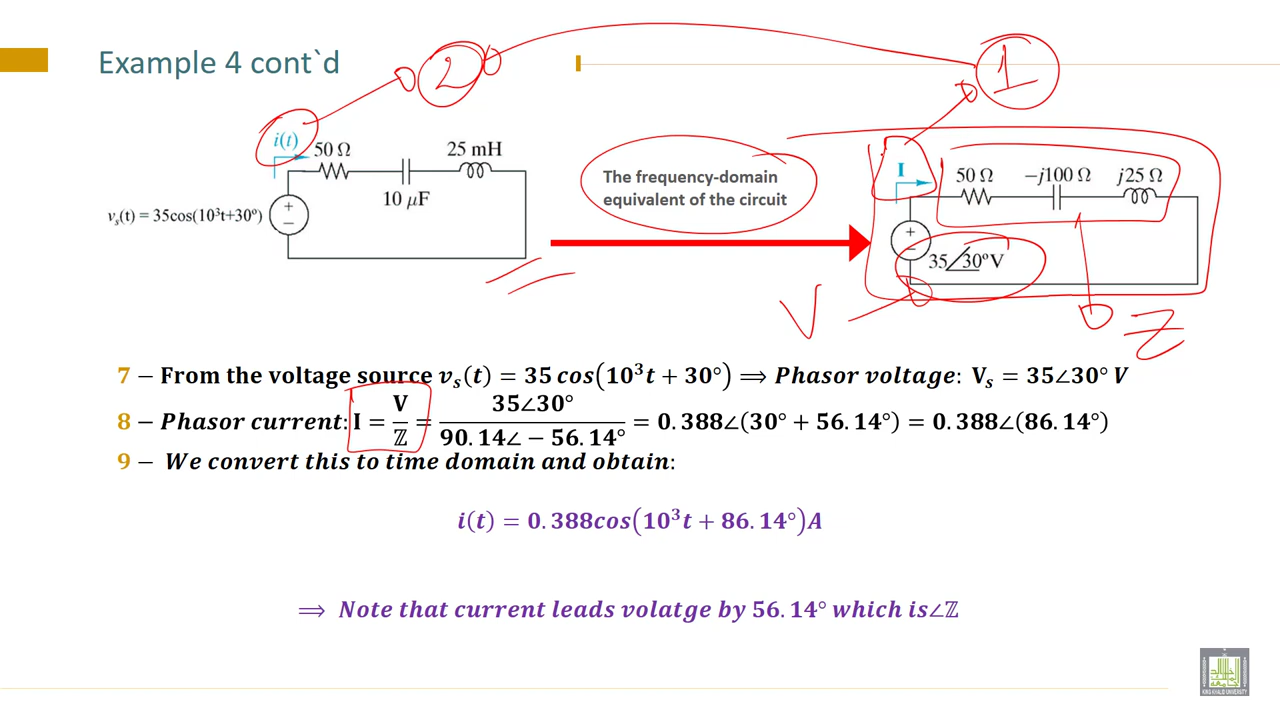 Example 4 cont`d
2
1
i(t)
50 Ω
25 mH
10 μF
vs(t) = 35cos(10³t+30º)
+
−
The frequency-domain
equivalent of the circuit
I
50 Ω
−j100 Ω
j25 Ω
+
−
35∠30ºV
V
Z
7 − From the voltage source vₛ(t) = 35 cos(10³t + 30°) ⟹ Phasor voltage: Vₛ = 35∠30° V
8 − Phasor current: I = V/ℤ = 35∠30°/90.14∠ − 56.14° = 0.388∠(30° + 56.14°) = 0.388∠(86.14°)
9 − We convert this to time domain and obtain:
i(t) = 0.388cos(10³t + 86.14°)A
⟹ Note that current leads volatge by 56.14° which is∠ℤ
KING KHALID UNIVERSITY